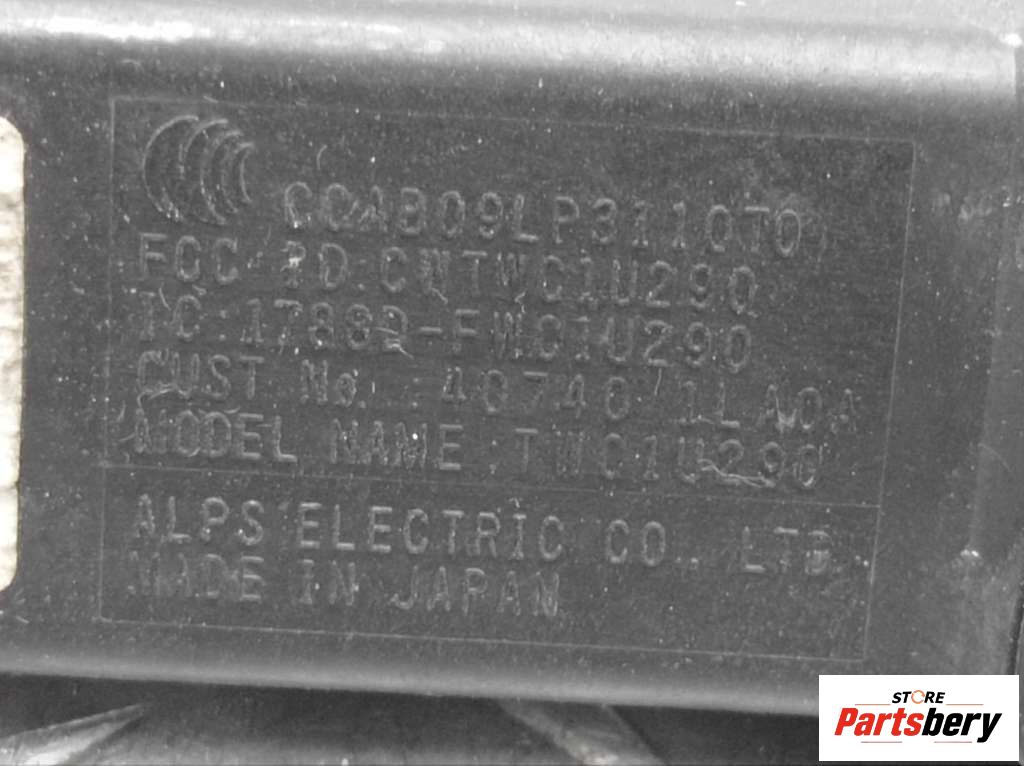 CCAB09LP3110T0
FCC ID:CWTWC1U290
IC:1788D-FWC1U290
CUST.No. :40740 1LA0A
MODEL NAME:TWC1U290
ALPS ELECTRIC CO., LTD.
MADE IN JAPAN
STORE
Partsbery